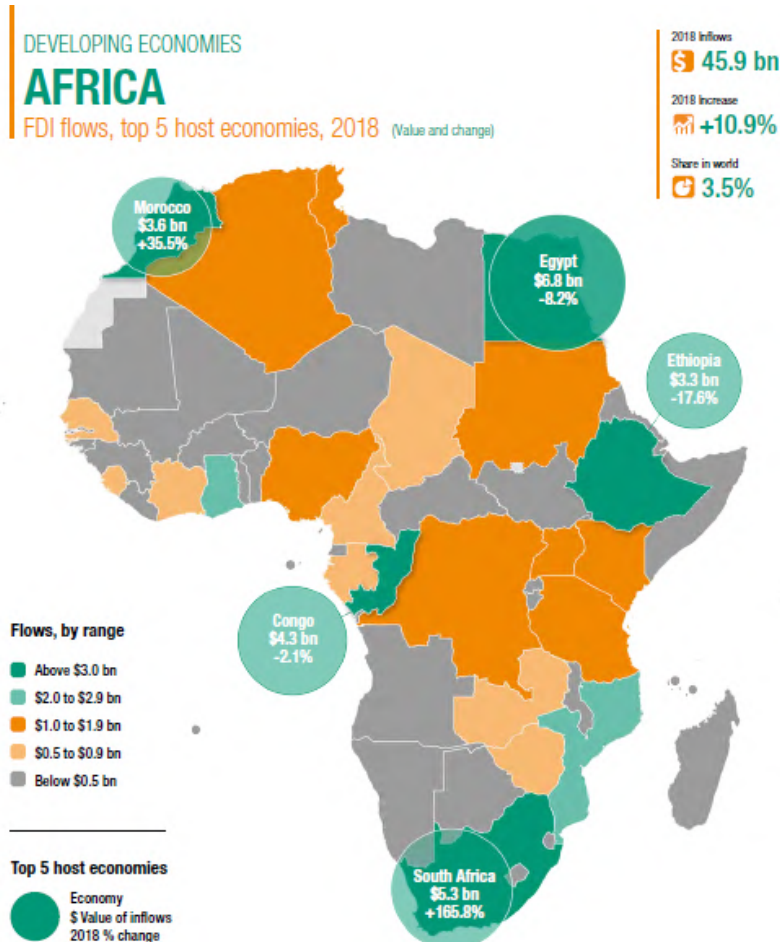 DEVELOPING ECONOMIES
AFRICA
FDI flows, top 5 host economies, 2018 (Value and change)
2018 Inflows
$ 45.9 bn
2018 Increase
+10.9%
Share in world
3.5%
Morocco
$3.6 bn
+35.5%
Egypt
$6.8 bn
-8.2%
Ethiopia
$3.3 bn
-17.6%
Congo
$4.3 bn
-2.1%
South Africa
$5.3 bn
+165.8%
Flows, by range
Above $3.0 bn
$2.0 to $2.9 bn
$1.0 to $1.9 bn
$0.5 to $0.9 bn
Below $0.5 bn
Top 5 host economies
Economy
$ Value of inflows
2018 % change